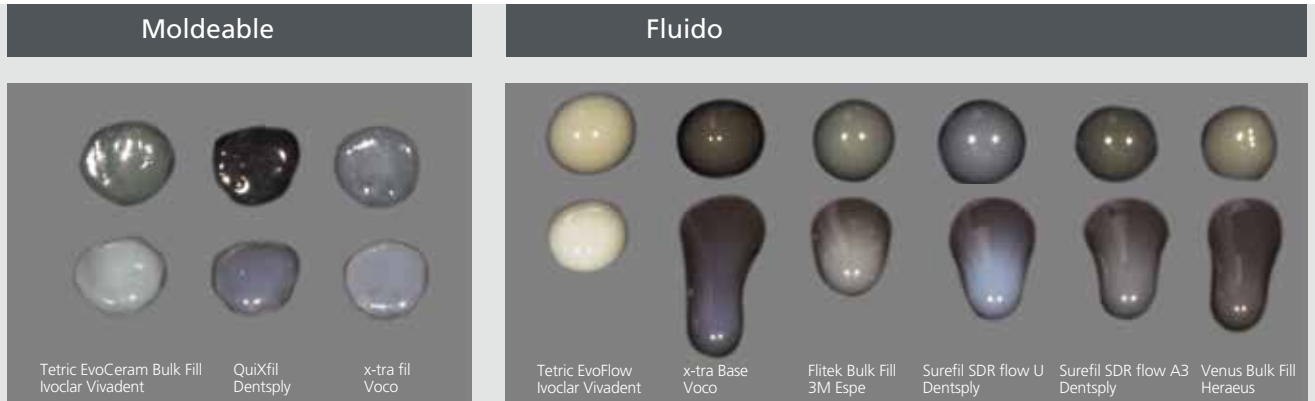 Moldeable
Fluido
Tetric EvoCeram Bulk Fill
Ivoclar Vivadent
QuiXfil
Dentsply
x-tra fil
Voco
Tetric EvoFlow
Ivoclar Vivadent
x-tra Base
Voco
Flitek Bulk Fill
3M Espe
Surefil SDR flow U
Dentsply
Surefil SDR flow A3
Dentsply
Venus Bulk Fill
Heraeus